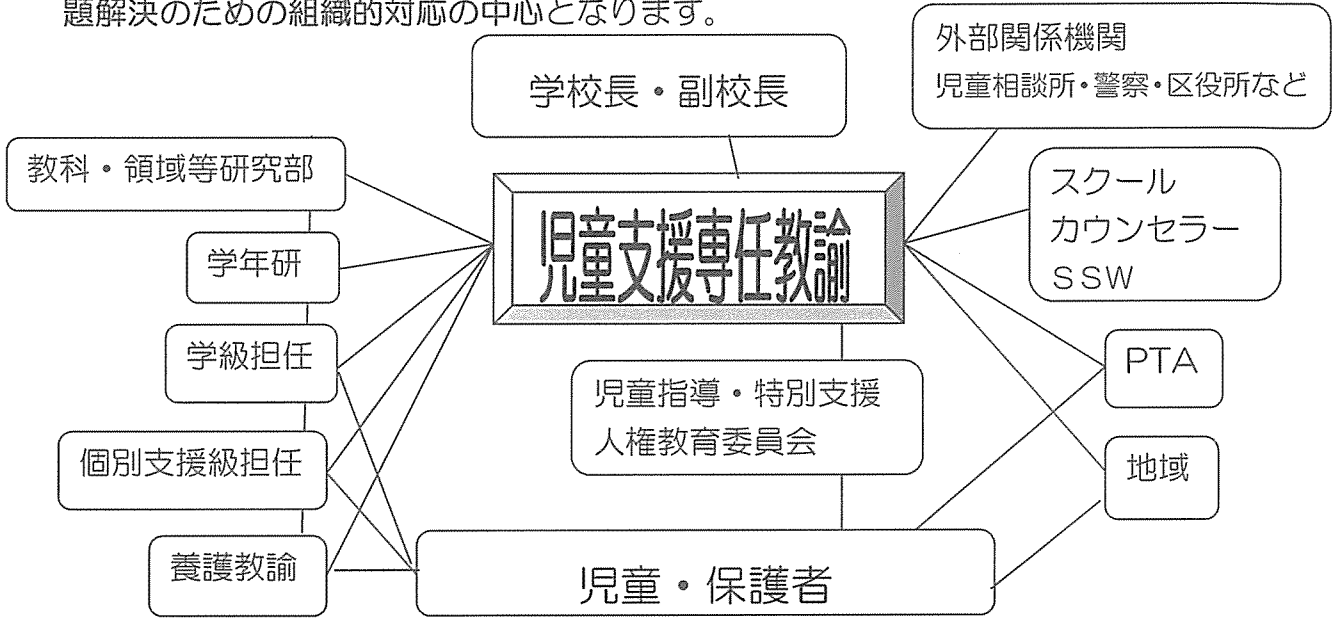 題解決のための組織的対応の中心となります。
学校長・副校長
外部関係機関
児童相談所・警察・区役所など
教科・領域等研究部
児童支援専任教諭
スクール
カウンセラー
SSW
学年研
学級担任
児童指導・特別支援
人権教育委員会
PTA
個別支援級担任
地域
養護教諭
児童・保護者